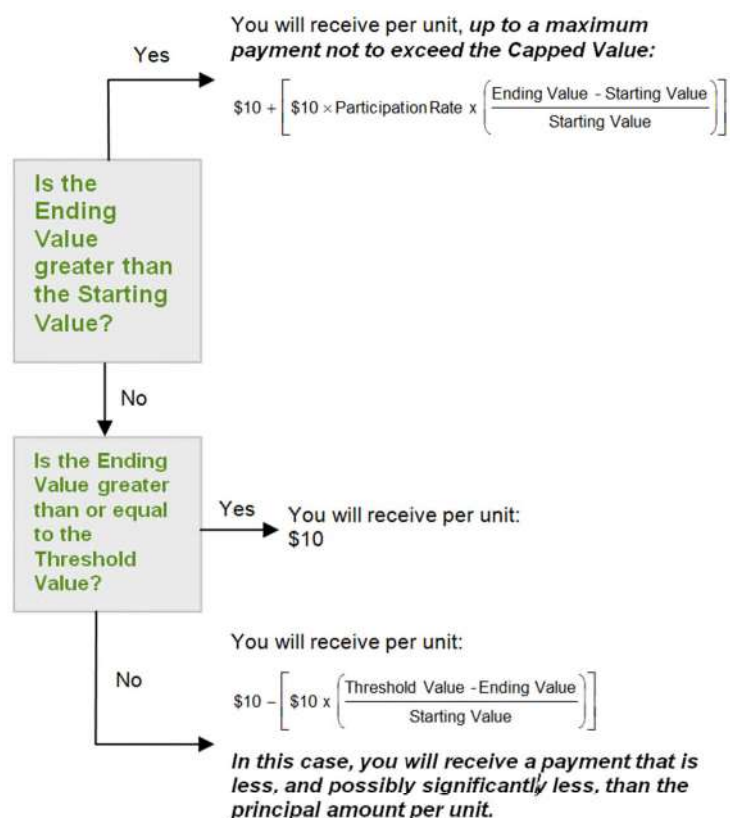 You will receive per unit, up to a maximum
payment not to exceed the Capped Value:
Yes
$10 + [ $10 × Participation Rate x ( Ending Value - Starting Value / Starting Value ) ]
Is the
Ending
Value
greater than
the Starting
Value?
No
Is the Ending
Value greater
than or equal
to the
Threshold
Value?
Yes
You will receive per unit:
$10
No
You will receive per unit:
$10 – [ $10 x ( Threshold Value - Ending Value / Starting Value ) ]
In this case, you will receive a payment that is
less, and possibly significantly less, than the
principal amount per unit.